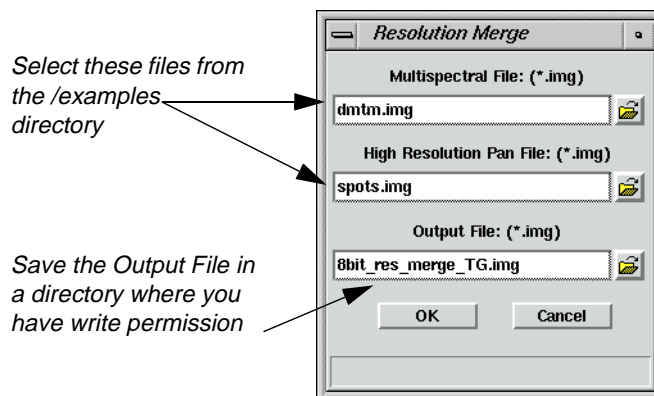 Resolution Merge
Select these files from
the /examples
directory
Multispectral File: (*.img)
dmtm.img
High Resolution Pan File: (*.img)
spots.img
Output File: (*.img)
Save the Output File in
a directory where you
have write permission
8bit_res_merge_TG.img
OK
Cancel